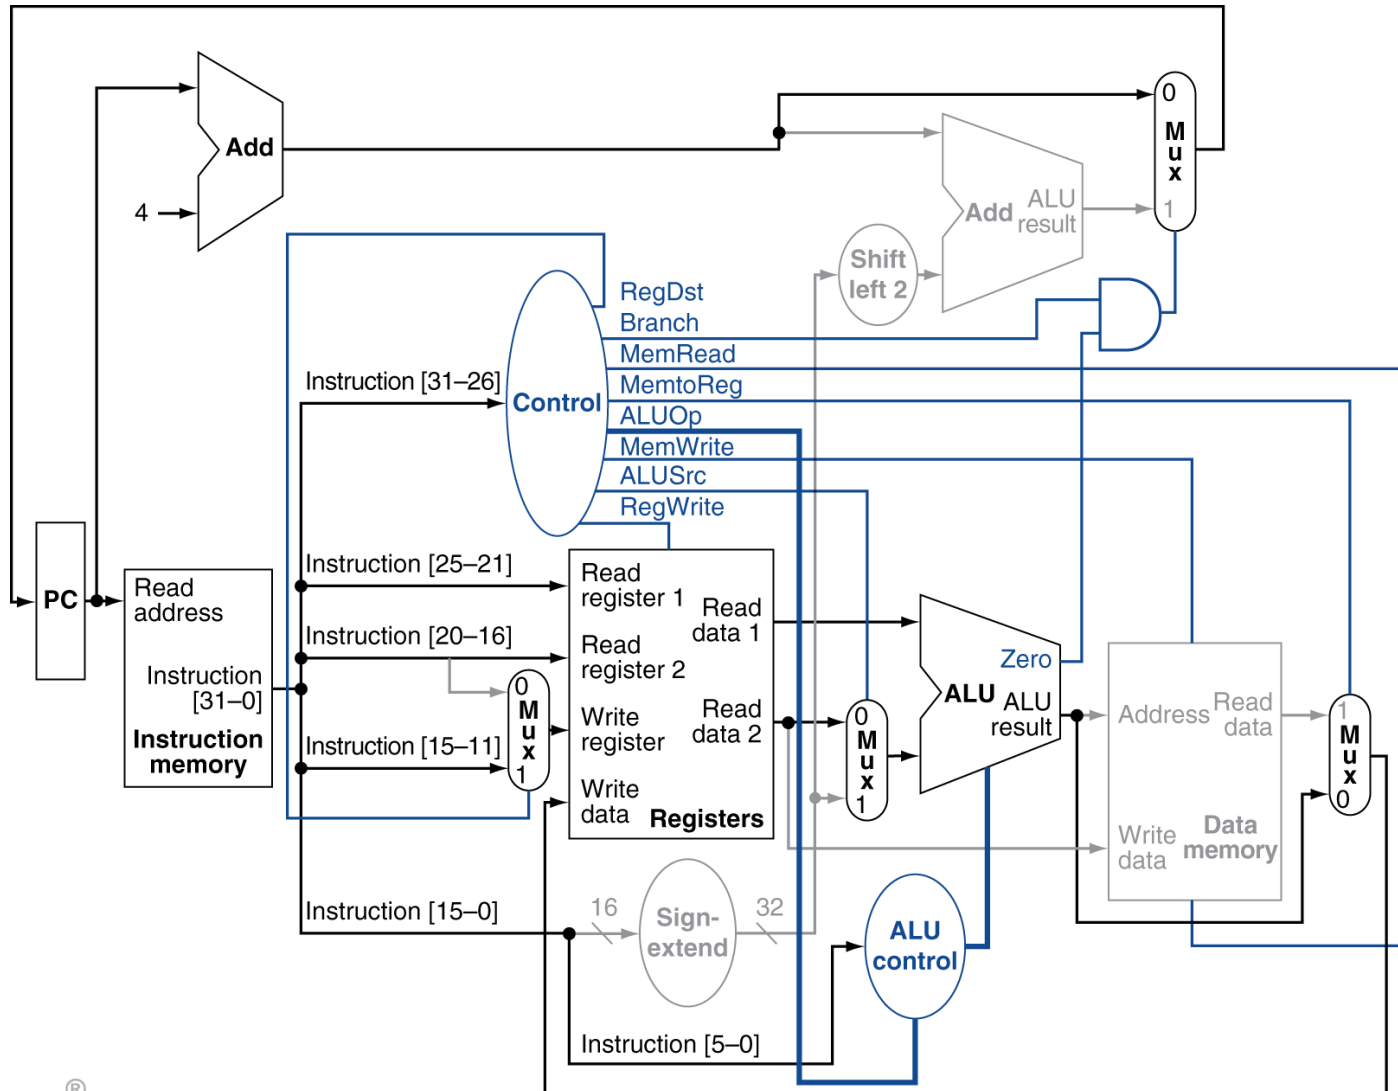 0
M
u
x
1
Add
4
Add
ALU
result
Shift
left 2
RegDst
Branch
MemRead
MemtoReg
ALUOp
MemWrite
ALUSrc
RegWrite
Instruction [31–26]
Control
PC
Read
address
Instruction
[31–0]
Instruction
memory
Instruction [25–21]
Instruction [20–16]
Instruction [15–11]
0
M
u
x
1
Read
register 1
Read
register 2
Write
register
Write
data
Read
data 1
Read
data 2
Registers
0
M
u
x
1
Zero
ALU
ALU
result
Address
Read
data
Write
data
Data
memory
1
M
u
x
0
Instruction [15–0]
16
Sign-
extend
32
ALU
control
Instruction [5–0]
®